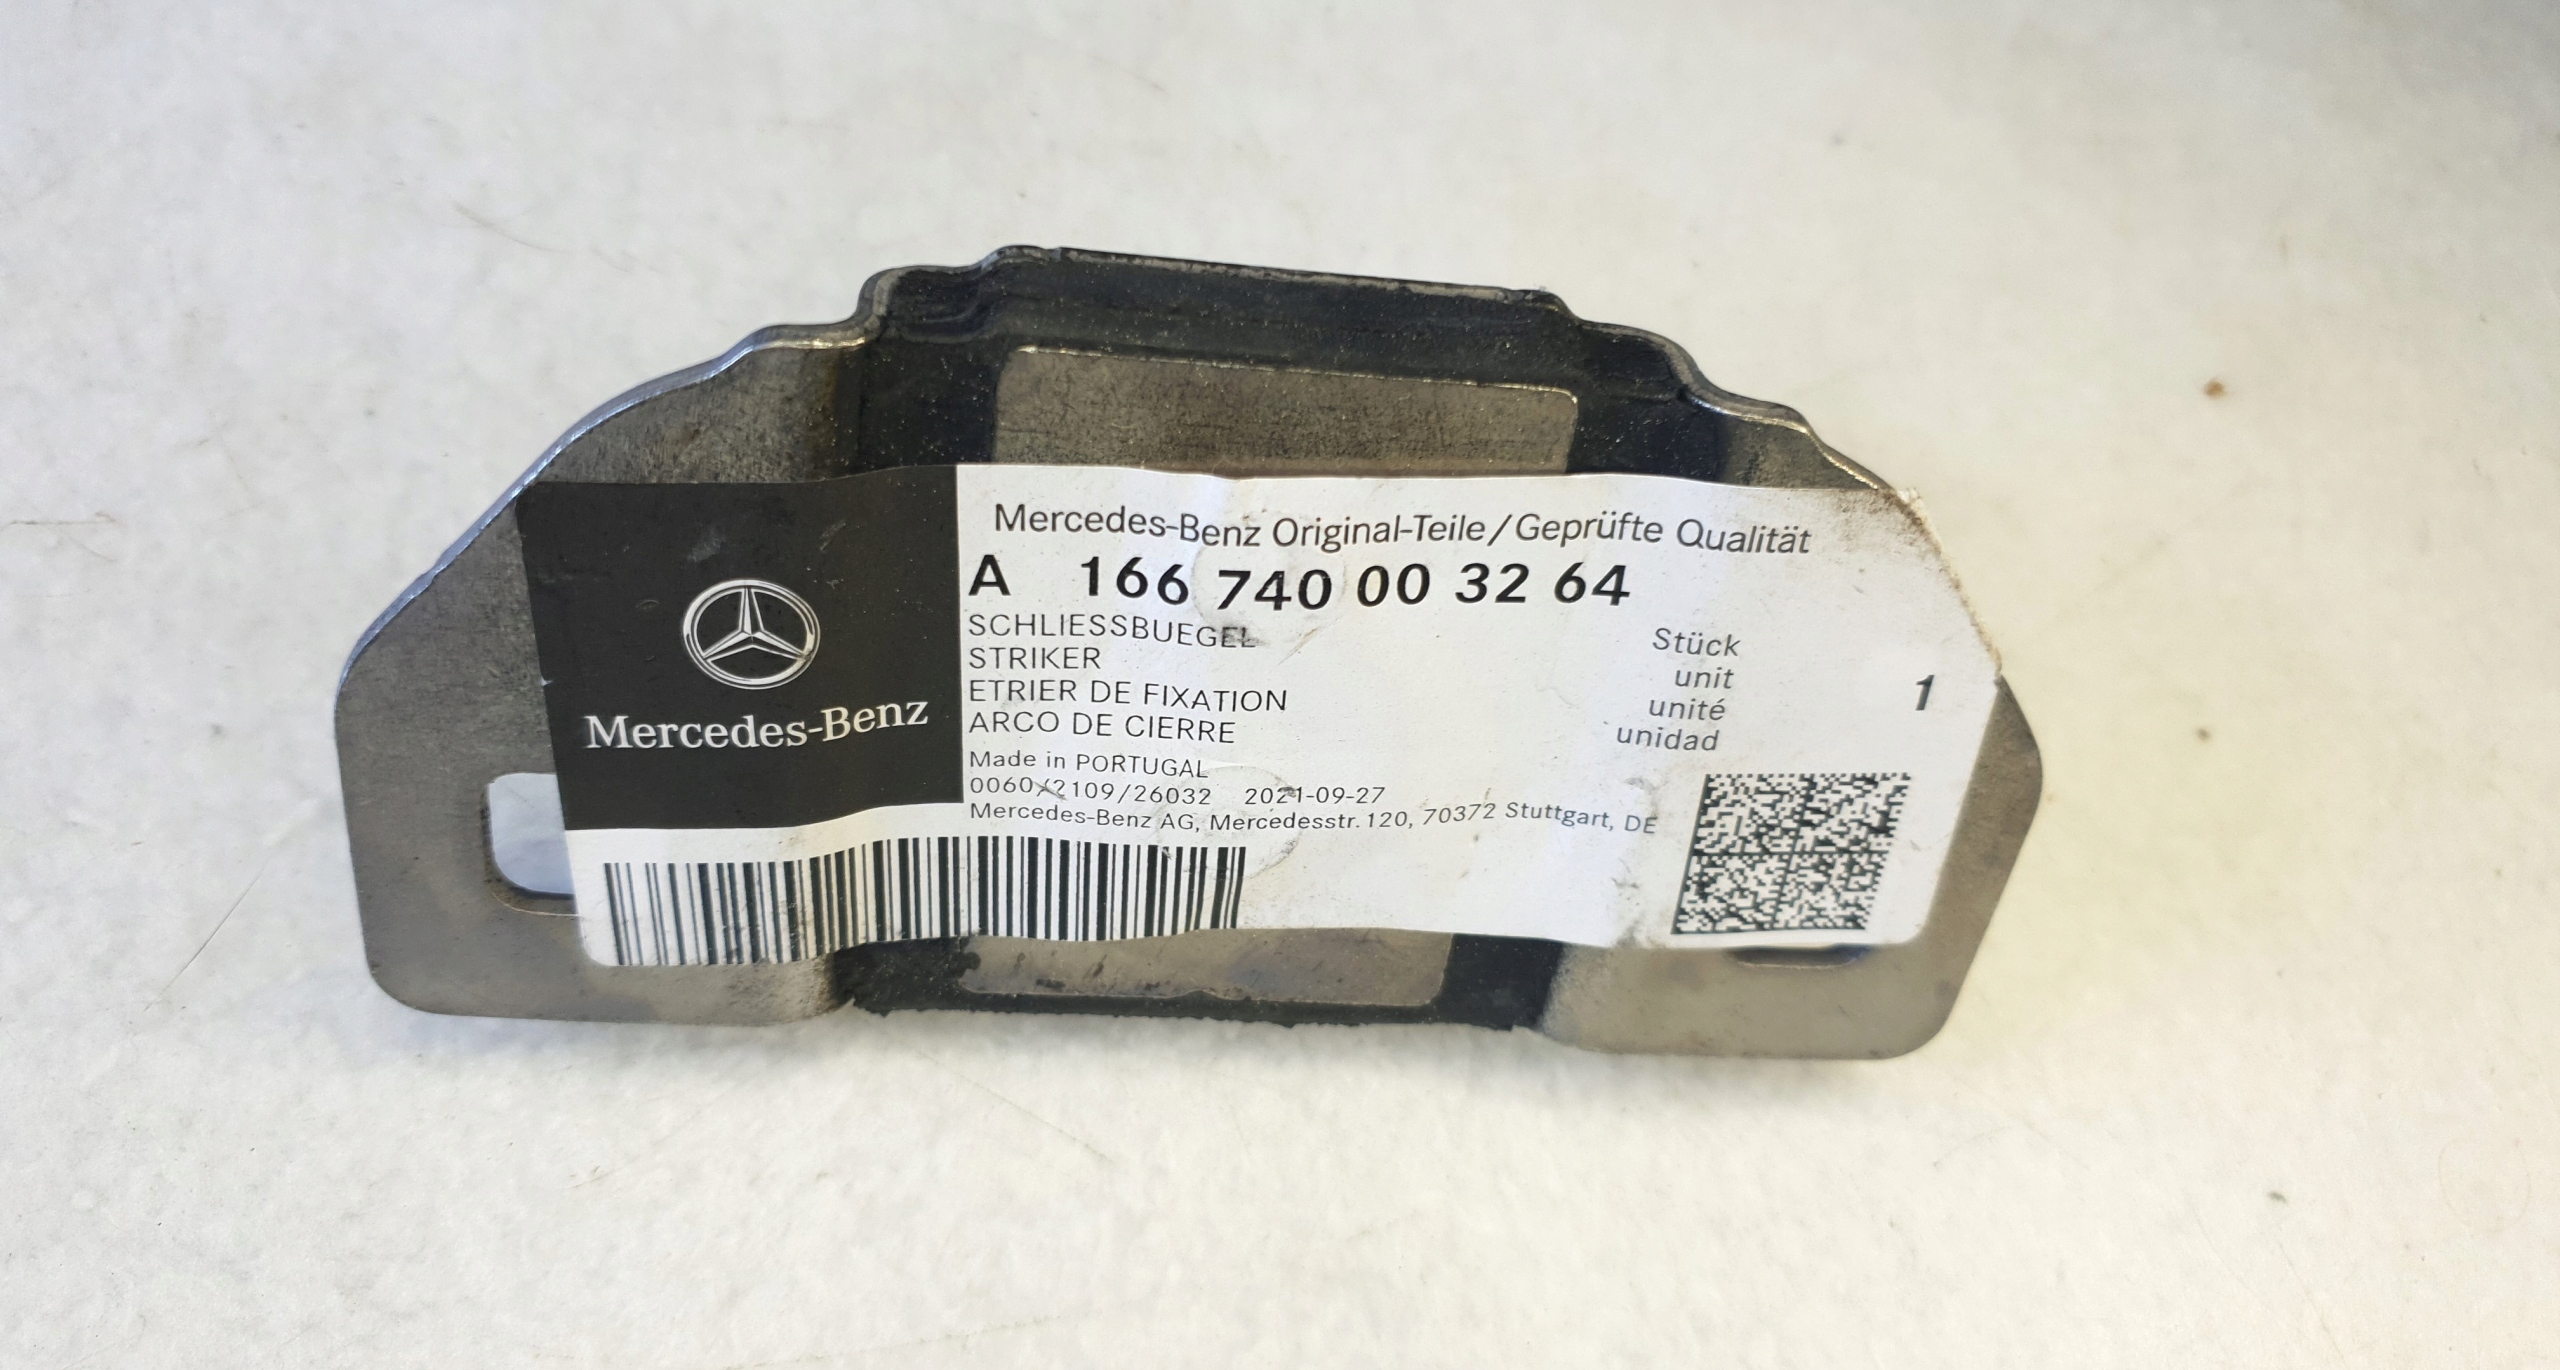 Mercedes-Benz
Mercedes-Benz Original-Teile/Geprüfte Qualität
A 166 740 00 32 64
SCHLIESSBUEGEL
STRIKER
ETRIER DE FIXATION
ARCO DE CIERRE
Stück
unit
unité
unidad
1
Made in PORTUGAL
0060/2109/26032 2021-09-27
Mercedes-Benz AG, Mercedesstr. 120, 70372 Stuttgart, DE